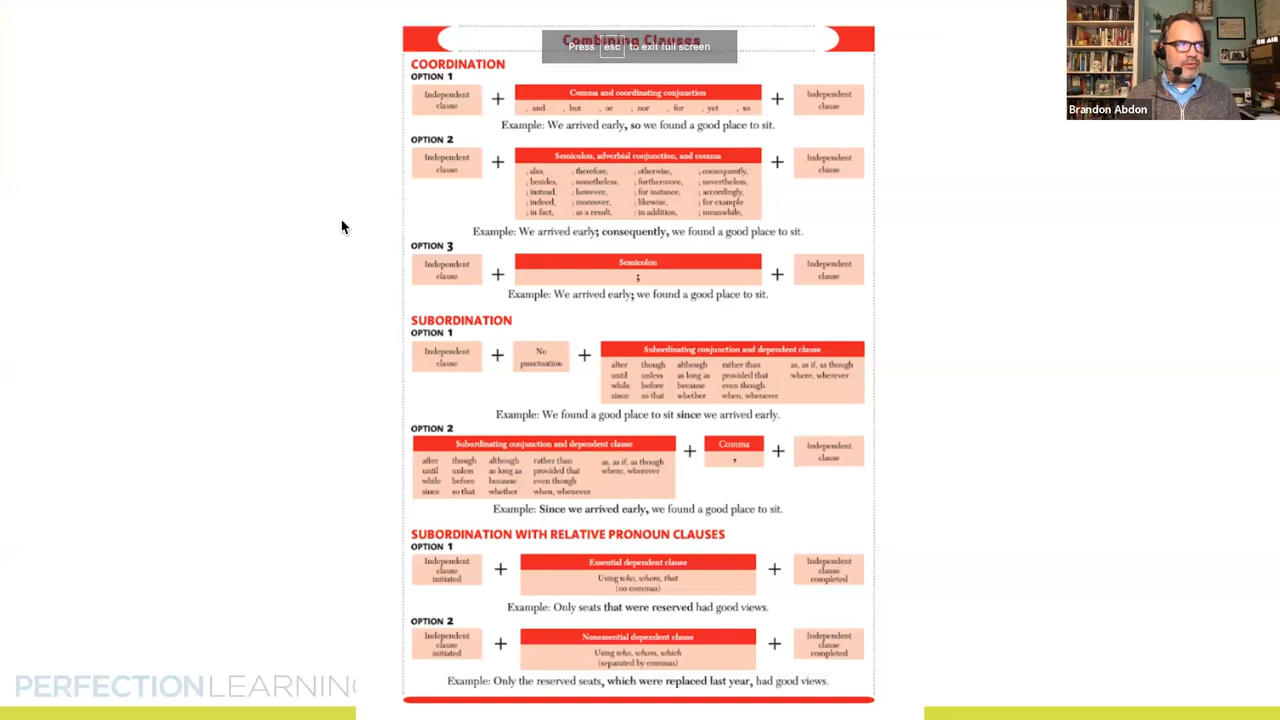 Combining Clauses
Press esc to exit full screen
ON AIR
Brandon Abdon
COORDINATION
OPTION 1
Independent clause + Comma and coordinating conjunction + Independent clause
, and , but , or , nor , for , yet , so
Example: We arrived early, so we found a good place to sit.
OPTION 2
Independent clause + Semicolon, adverbial conjunction, and comma + Independent clause
; also, ; therefore, ; otherwise, ; consequently,
; besides, ; nonetheless, ; furthermore, ; nevertheless,
; instead, ; however, ; for instance, ; accordingly,
; indeed, ; moreover, ; likewise, ; for example
; in fact, ; as a result, ; in addition, ; meanwhile,
Example: We arrived early; consequently, we found a good place to sit.
OPTION 3
Independent clause + Semicolon + Independent clause
;
Example: We arrived early; we found a good place to sit.
SUBORDINATION
OPTION 1
Independent clause + No punctuation + Subordinating conjunction and dependent clause
after though although rather than as, as if, as though
until unless as long as provided that where, wherever
while before because even though
since so that whether when, whenever
Example: We found a good place to sit since we arrived early.
OPTION 2
Subordinating conjunction and dependent clause + Comma , + Independent clause
after though although rather than as, as if, as though
until unless as long as provided that where, wherever
while before because even though
since so that whether when, whenever
Example: Since we arrived early, we found a good place to sit.
SUBORDINATION WITH RELATIVE PRONOUN CLAUSES
OPTION 1
Independent clause initiated + Essential dependent clause + Independent clause completed
Using who, whom, that
(no commas)
Example: Only seats that were reserved had good views.
OPTION 2
Independent clause initiated + Nonessential dependent clause + Independent clause completed
Using who, whom, which
(separated by commas)
Example: Only the reserved seats, which were replaced last year, had good views.
PERFECTION LEARNING